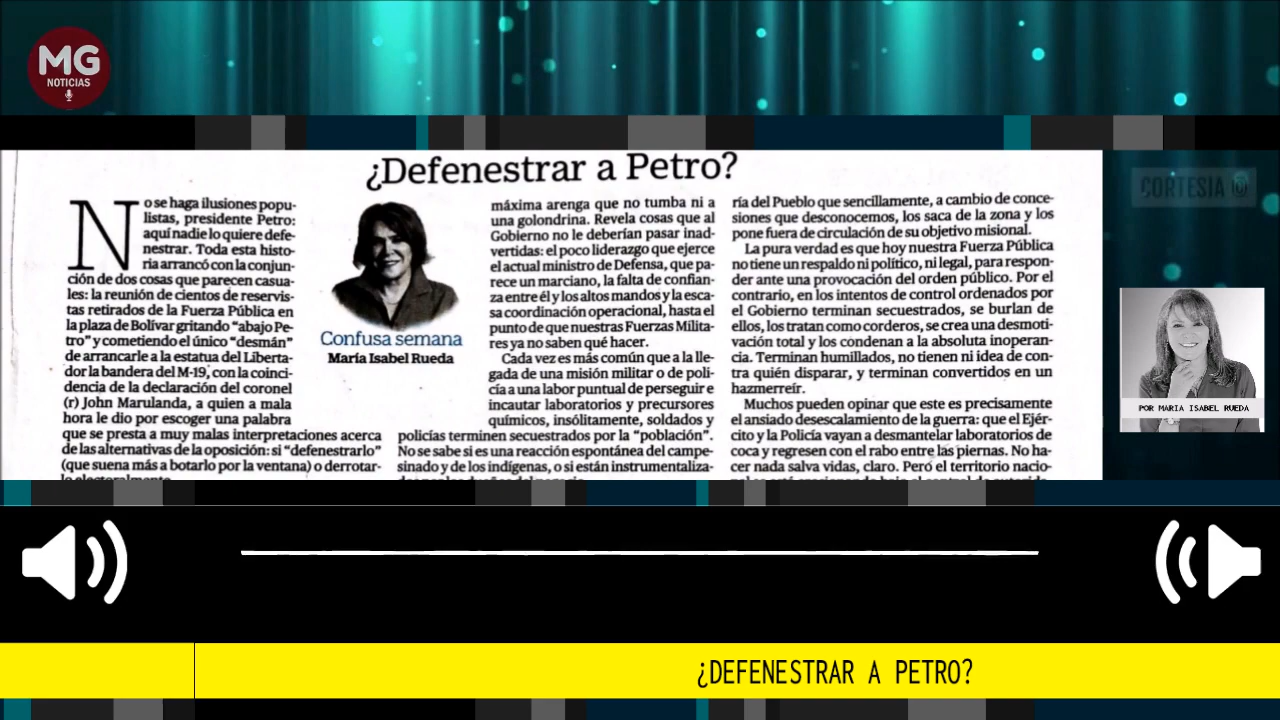 MG
NOTICIAS
¿Defenestrar a Petro?
No se haga ilusiones popu-
listas, presidente Petro:
aquí nadie lo quiere defe-
nestrar. Toda esta histo-
ria arrancó con la conjun-
ción de dos cosas que parecen casua-
les: la reunión de cientos de reservis-
tas retirados de la Fuerza Pública en
la plaza de Bolívar gritando “abajo Pe-
tro” y cometiendo el único “desmán”
de arrancarle a la estatua del Liberta-
dor la bandera del M-19, con la coinci-
dencia de la declaración del coronel
(r) John Marulanda, a quien a mala
hora le dio por escoger una palabra
que se presta a muy malas interpretaciones acerca
de las alternativas de la oposición: si “defenestrarlo”
(que suena más a botarlo por la ventana) o derrotar-
lo electoralmente
Confusa semana
María Isabel Rueda
máxima arenga que no tumba ni a
una golondrina. Revela cosas que al
Gobierno no le deberían pasar inad-
vertidas: el poco liderazgo que ejerce
el actual ministro de Defensa, que pa-
rece un marciano, la falta de confian-
za entre él y los altos mandos y la esca-
sa coordinación operacional, hasta el
punto de que nuestras Fuerzas Milita-
res ya no saben qué hacer.
Cada vez es más común que a la lle-
gada de una misión militar o de poli-
cía a una labor puntual de perseguir e
incautar laboratorios y precursores
químicos, insólitamente, soldados y
policías terminen secuestrados por la “población”.
No se sabe si es una reacción espontánea del campe-
sinado y de los indígenas, o si están instrumentaliza-
ría del Pueblo que sencillamente, a cambio de conce-
siones que desconocemos, los saca de la zona y los
pone fuera de circulación de su objetivo misional.
La pura verdad es que hoy nuestra Fuerza Pública
no tiene un respaldo ni político, ni legal, para respon-
der ante una provocación del orden público. Por el
contrario, en los intentos de control ordenados por
el Gobierno terminan secuestrados, se burlan de
ellos, los tratan como corderos, se crea una desmoti-
vación total y los condenan a la absoluta inoperan-
cia. Terminan humillados, no tienen ni idea de con-
tra quién disparar, y terminan convertidos en un
hazmerreír.
Muchos pueden opinar que este es precisamente
el ansiado desescalamiento de la guerra: que el Ejér-
cito y la Policía vayan a desmantelar laboratorios de
coca y regresen con el rabo entre las piernas. No ha-
cer nada salva vidas, claro. Pero el territorio nacio-
CORTESIA
POR MARIA ISABEL RUEDA
¿DEFENESTRAR A PETRO?